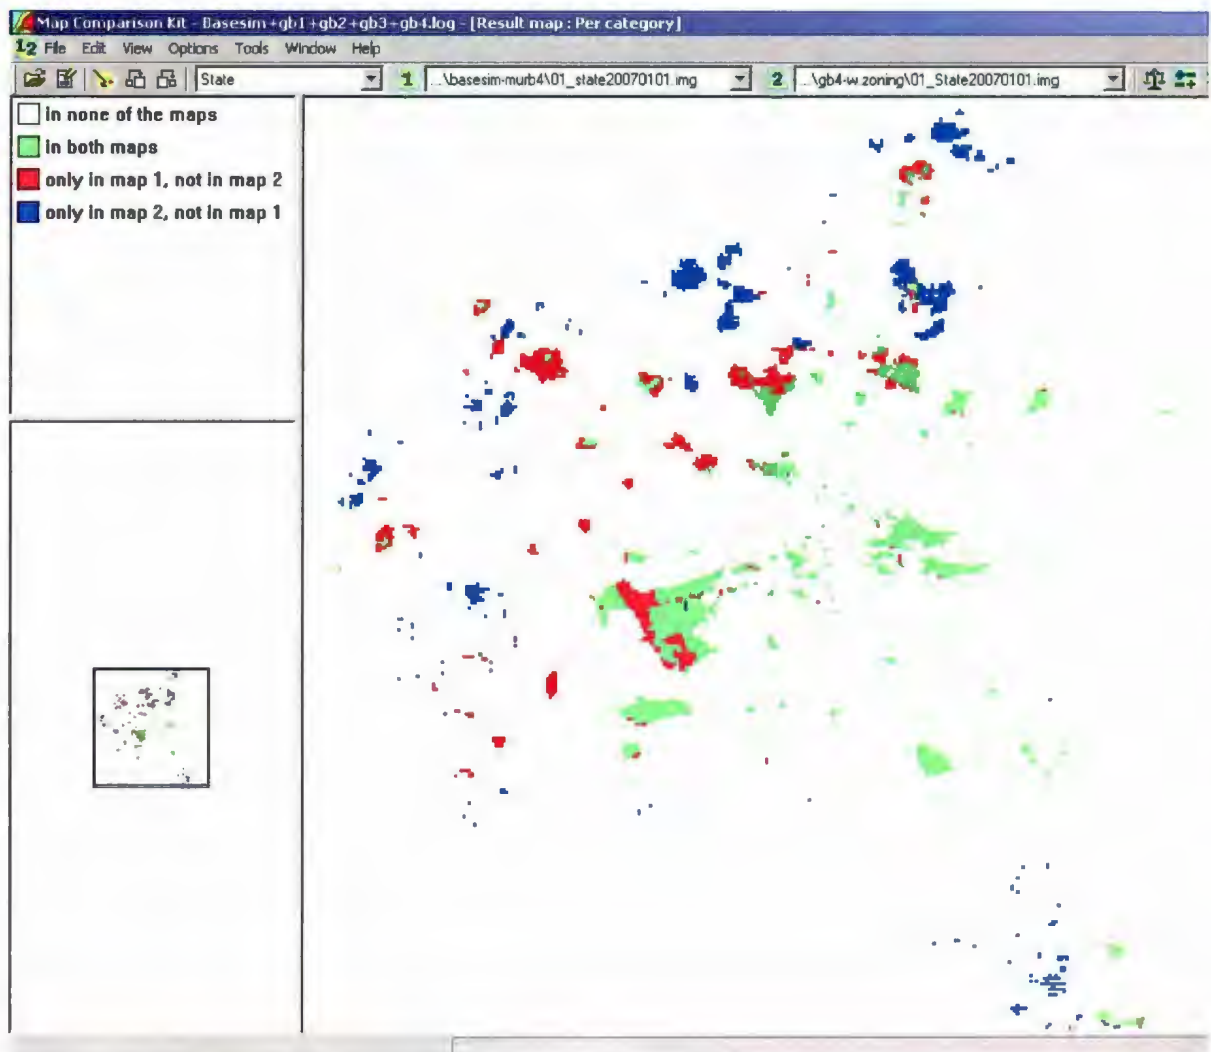 Map Comparison Kit - Basesim+gb1+gb2+gb3+gb4.log - [Result map : Per category]
12 File Edit View Options Tools Window Help
State 1 ...\basesim-murb4\01_state20070101.img 2 ...\gb4-w.zoning\01_State20070101.img
in none of the maps
in both maps
only in map 1, not in map 2
only in map 2, not in map 1